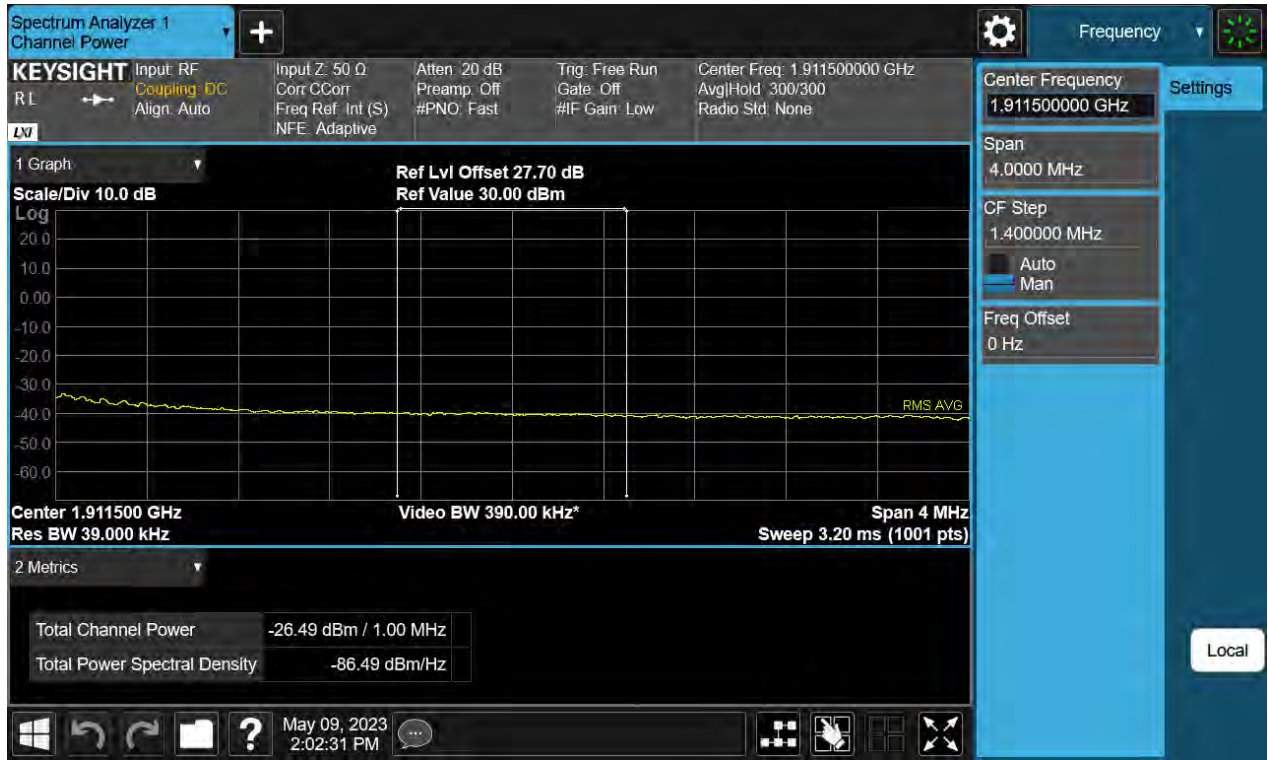 Spectrum Analyzer 1
Channel Power
+
Frequency
KEYSIGHT
RL
LXI
Input: RF
Coupling: DC
Align: Auto
Input Z: 50 Ω
Corr CCorr
Freq Ref: Int (S)
NFE: Adaptive
Atten: 20 dB
Preamp: Off
#PNO: Fast
Trig: Free Run
Gate: Off
#IF Gain: Low
Center Freq: 1.911500000 GHz
Avg|Hold: 300/300
Radio Std: None
1 Graph
Scale/Div 10.0 dB
Ref Lvl Offset 27.70 dB
Ref Value 30.00 dBm
Log
20.0
10.0
0.00
-10.0
-20.0
-30.0
-40.0
-50.0
-60.0
RMS AVG
Center 1.911500 GHz
Res BW 39.000 kHz
Video BW 390.00 kHz*
Span 4 MHz
Sweep 3.20 ms (1001 pts)
2 Metrics
Total Channel Power -26.49 dBm / 1.00 MHz
Total Power Spectral Density -86.49 dBm/Hz
?
May 09, 2023
2:02:31 PM
Center Frequency
1.911500000 GHz
Settings
Span
4.0000 MHz
CF Step
1.400000 MHz
Auto
Man
Freq Offset
0 Hz
Local